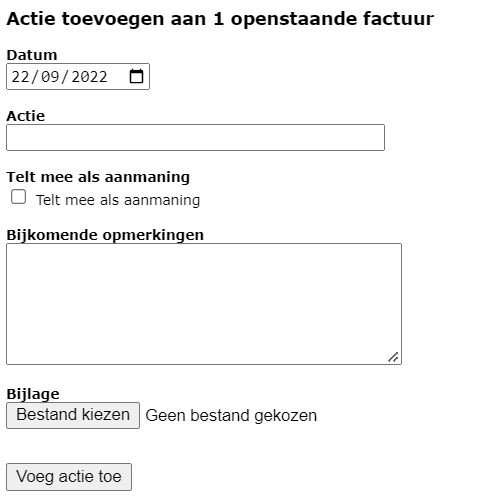 Actie toevoegen aan 1 openstaande factuur
Datum
22/09/2022
Actie
Telt mee als aanmaning
Telt mee als aanmaning
Bijkomende opmerkingen
Bijlage
Bestand kiezen Geen bestand gekozen
Voeg actie toe